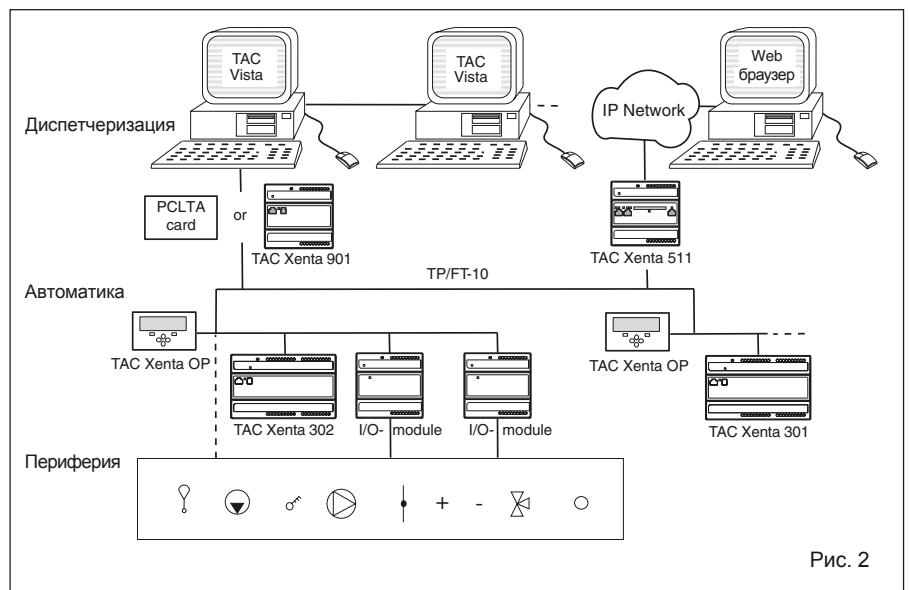 TAC
Vista
TAC
Vista
Web
браузер
IP Network
Диспетчеризация
PCLTA
card
or
TAC Xenta 901
TAC Xenta 511
TP/FT-10
Автоматика
TAC Xenta OP
TAC Xenta OP
TAC Xenta 302
I/O- module
I/O- module
TAC Xenta 301
Периферия
+ -
Рис. 2